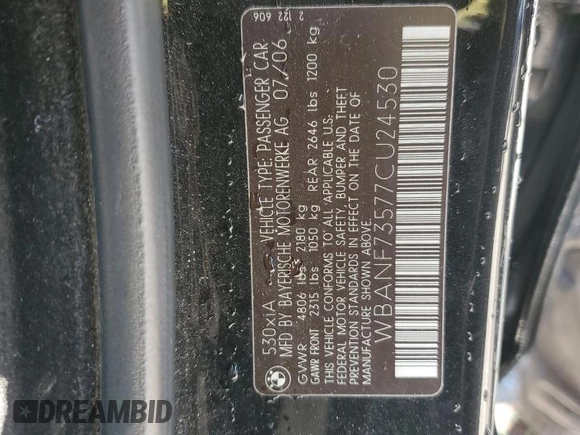 2 122 606
530xiA VEHICLE TYPE: PASSENGER CAR
MFD BY BAYERISCHE MOTORENWERKE AG 07/06
GVWR 4806 lbs 2180 kg
GAWR FRONT 2315 lbs 1050 kg REAR 2646 lbs 1200 kg
THIS VEHICLE CONFORMS TO ALL APPLICABLE U.S.
FEDERAL MOTOR VEHICLE SAFETY, BUMPER AND THEFT
PREVENTION STANDARDS IN EFFECT ON THE DATE OF
MANUFACTURE SHOWN ABOVE.
WBANF73577CU24530
DREAMBID